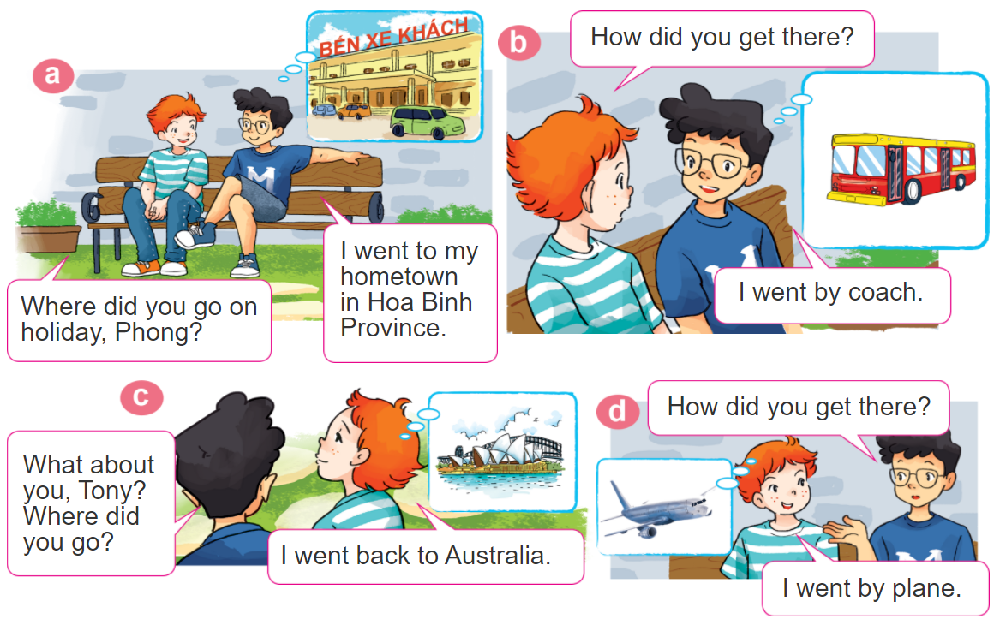 a
BẾN XE KHÁCH
Where did you go on
holiday, Phong?
I went to my
hometown
in Hoa Binh
Province.
b
How did you get there?
I went by coach.
c
What about
you, Tony?
Where did
you go?
I went back to Australia.
d
How did you get there?
I went by plane.
M